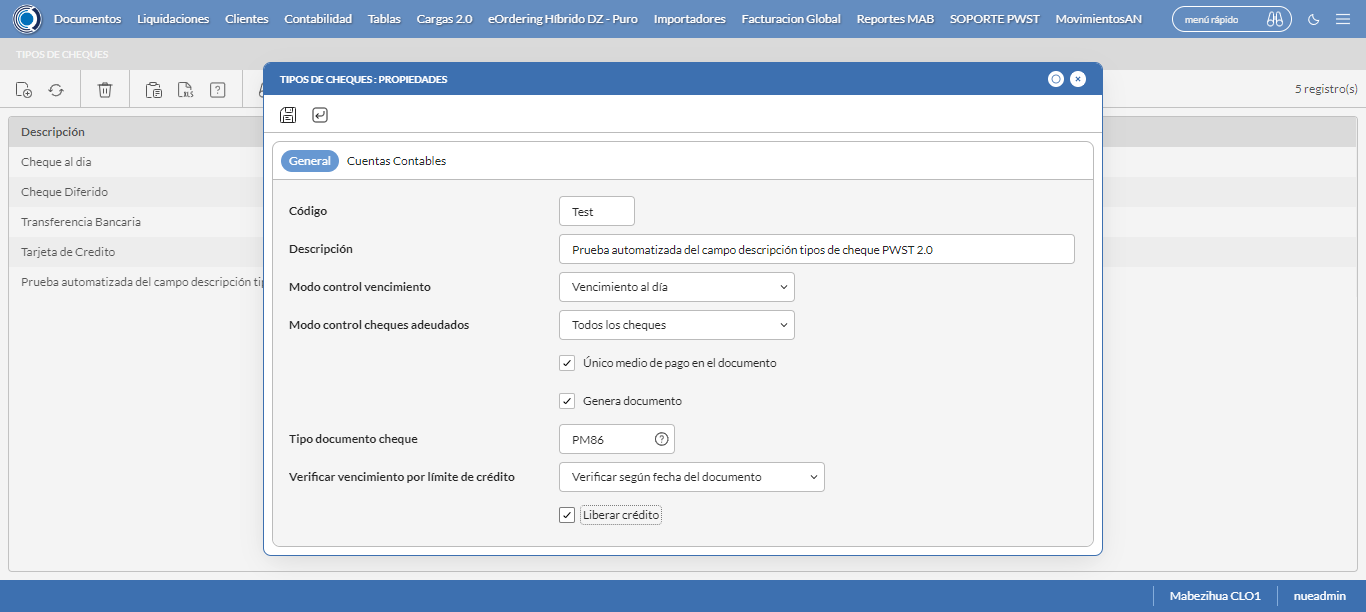 Documentos Liquidaciones Clientes Contabilidad Tablas Cargas 2.0 eOrdering Híbrido DZ - Puro Importadores Facturacion Global Reportes MAB SOPORTE PWST MovimientosAN menú rápido
TIPOS DE CHEQUES
TIPOS DE CHEQUES : PROPIEDADES
XLS
5 registro(s)
Descripción
Cheque al dia
Cheque Diferido
Transferencia Bancaria
Tarjeta de Credito
Prueba automatizada del campo descripción
General Cuentas Contables
Código Test
Descripción Prueba automatizada del campo descripción tipos de cheque PWST 2.0
Modo control vencimiento Vencimiento al día
Modo control cheques adeudados Todos los cheques
Único medio de pago en el documento
Genera documento
Tipo documento cheque PM86
Verificar vencimiento por límite de crédito Verificar según fecha del documento
Liberar crédito
Mabezihua CLO1 nueadmin